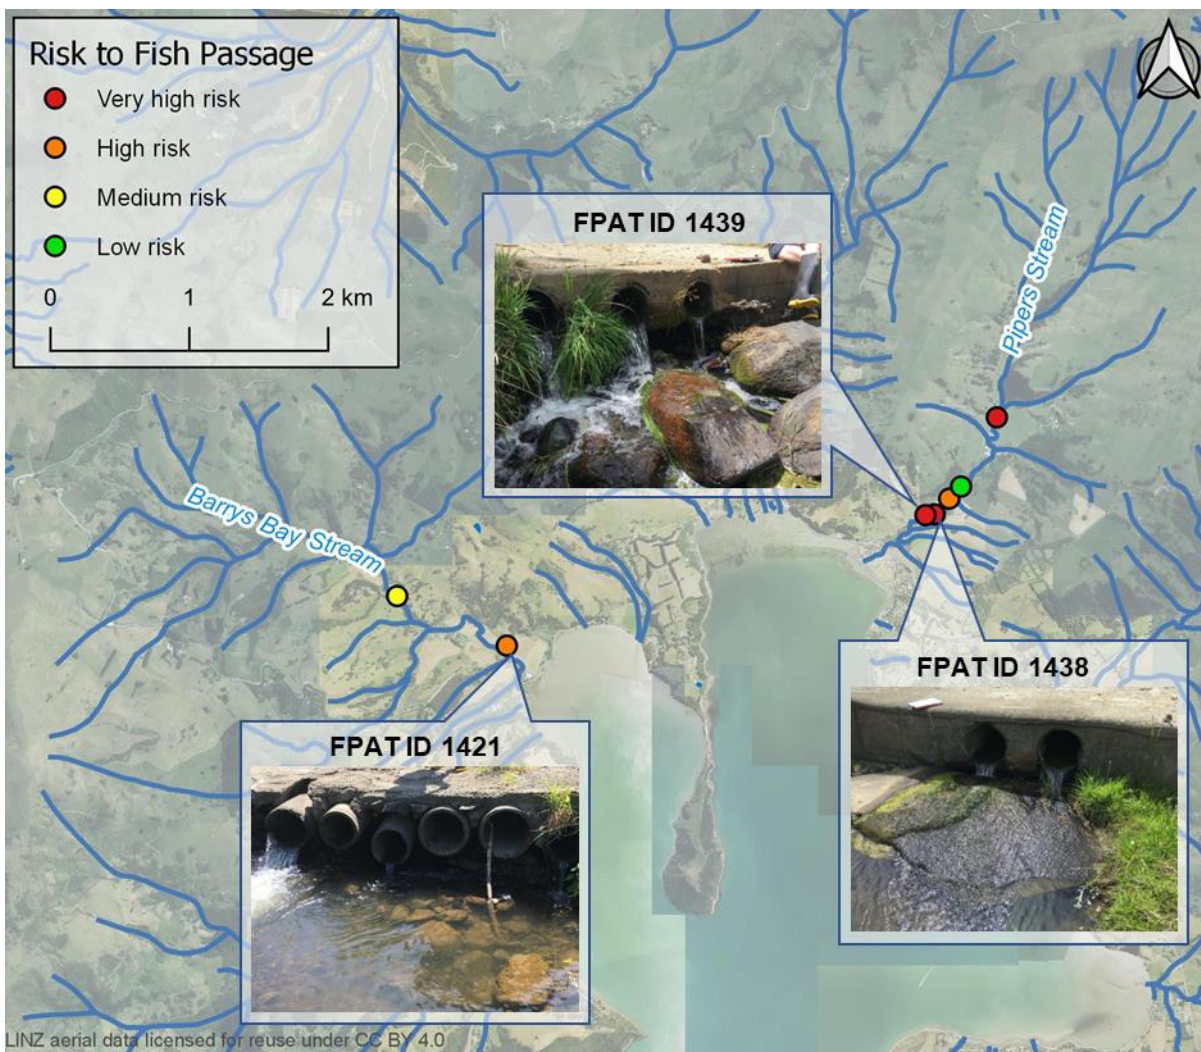 Risk to Fish Passage
Very high risk
High risk
Medium risk
Low risk
0 1 2 km
FPAT ID 1439
Pipers Stream
Barrys Bay Stream
FPAT ID 1438
FPAT ID 1421
LINZ aerial data licensed for reuse under CC BY 4.0